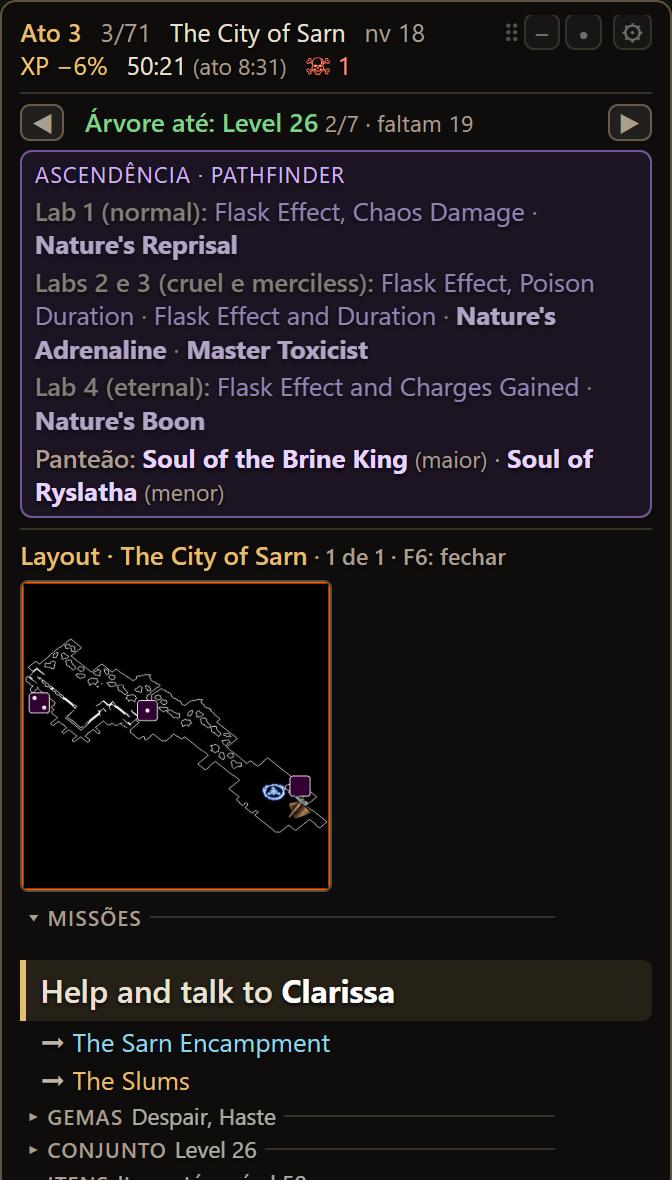 Ato 3 3/71 The City of Sarn nv 18
XP −6% 50:21 (ato 8:31) ☠ 1
◀ Árvore até: Level 26 2/7 · faltam 19 ▶
ASCENDÊNCIA · PATHFINDER
Lab 1 (normal): Flask Effect, Chaos Damage ·
Nature's Reprisal
Labs 2 e 3 (cruel e merciless): Flask Effect, Poison
Duration · Flask Effect and Duration · Nature's
Adrenaline · Master Toxicist
Lab 4 (eternal): Flask Effect and Charges Gained ·
Nature's Boon
Panteão: Soul of the Brine King (maior) · Soul of
Ryslatha (menor)
Layout · The City of Sarn · 1 de 1 · F6: fechar
▾ MISSÕES
Help and talk to Clarissa
→ The Sarn Encampment
→ The Slums
▸ GEMAS Despair, Haste
▸ CONJUNTO Level 26